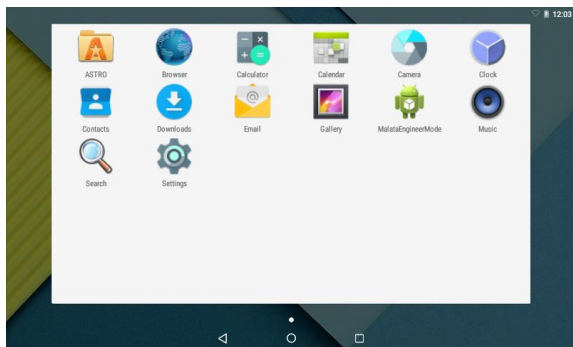 12:03
ASTRO Browser Calculator Calendar Camera Clock
Contacts Downloads Email Gallery MalataEngineerMode Music
Search Settings